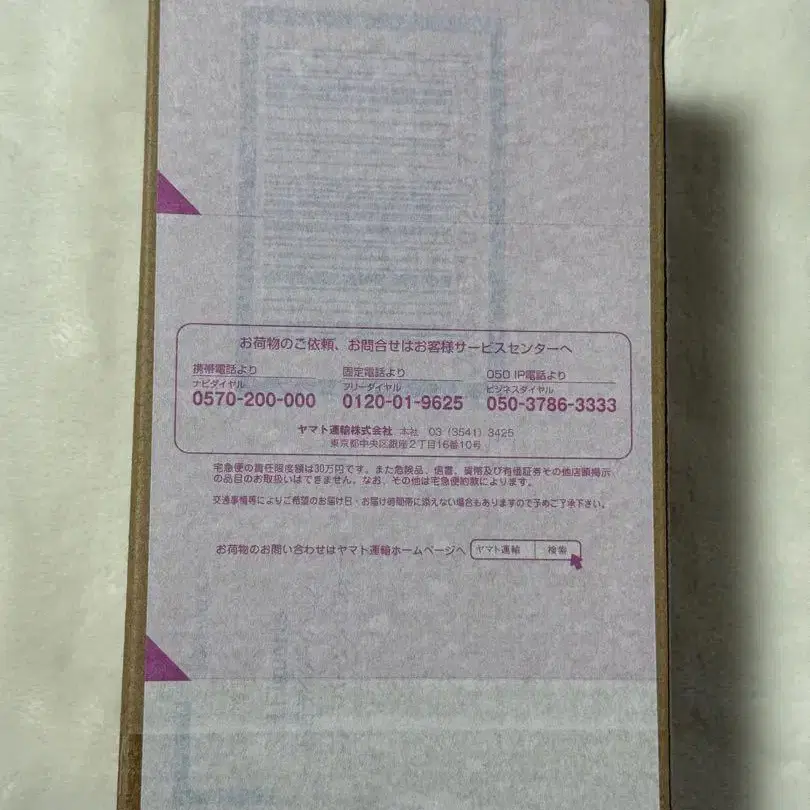 お荷物のご依頼、お問合せはお客様サービスセンターへ
携帯電話より 固定電話より 050 IP電話より
ナビダイヤル フリーダイヤル ビジネスダイヤル
0570-200-000 0120-01-9625 050-3786-3333
ヤマト運輸株式会社 本社 03 (3541) 3425
東京都中央区銀座2丁目16番10号
宅急便の責任限度額は30万円です。また危険品、信書、貨幣及び有価証券その他店頭掲示
の品目のお取扱いはできません。なお、その他は宅急便約款によります。
交通事情等によりご希望のお届け日・お届け時間帯に添えない場合もありますので予めご了承下さい。
お荷物のお問い合わせはヤマト運輸ホームページへ ヤマト運輸 検索